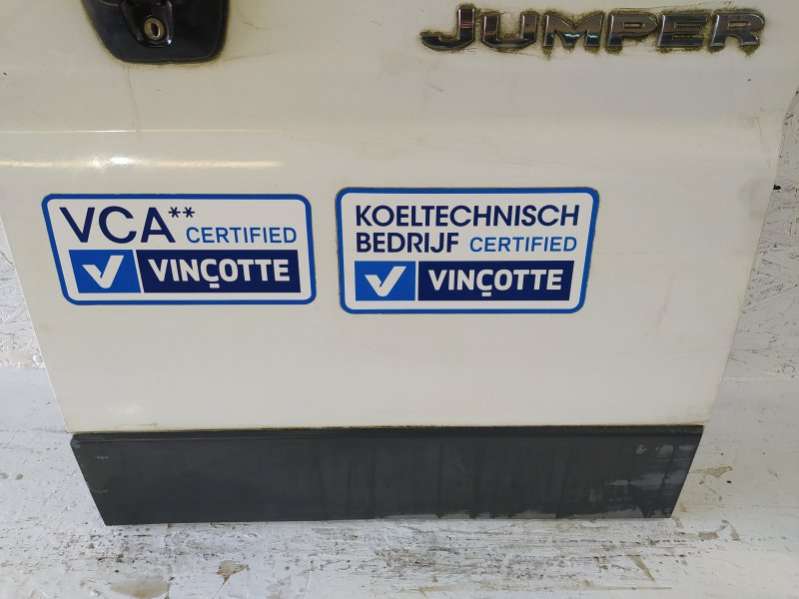 JUMPER
VCA** CERTIFIED
VINÇOTTE
KOELTECHNISCH
BEDRIJF CERTIFIED
VINÇOTTE